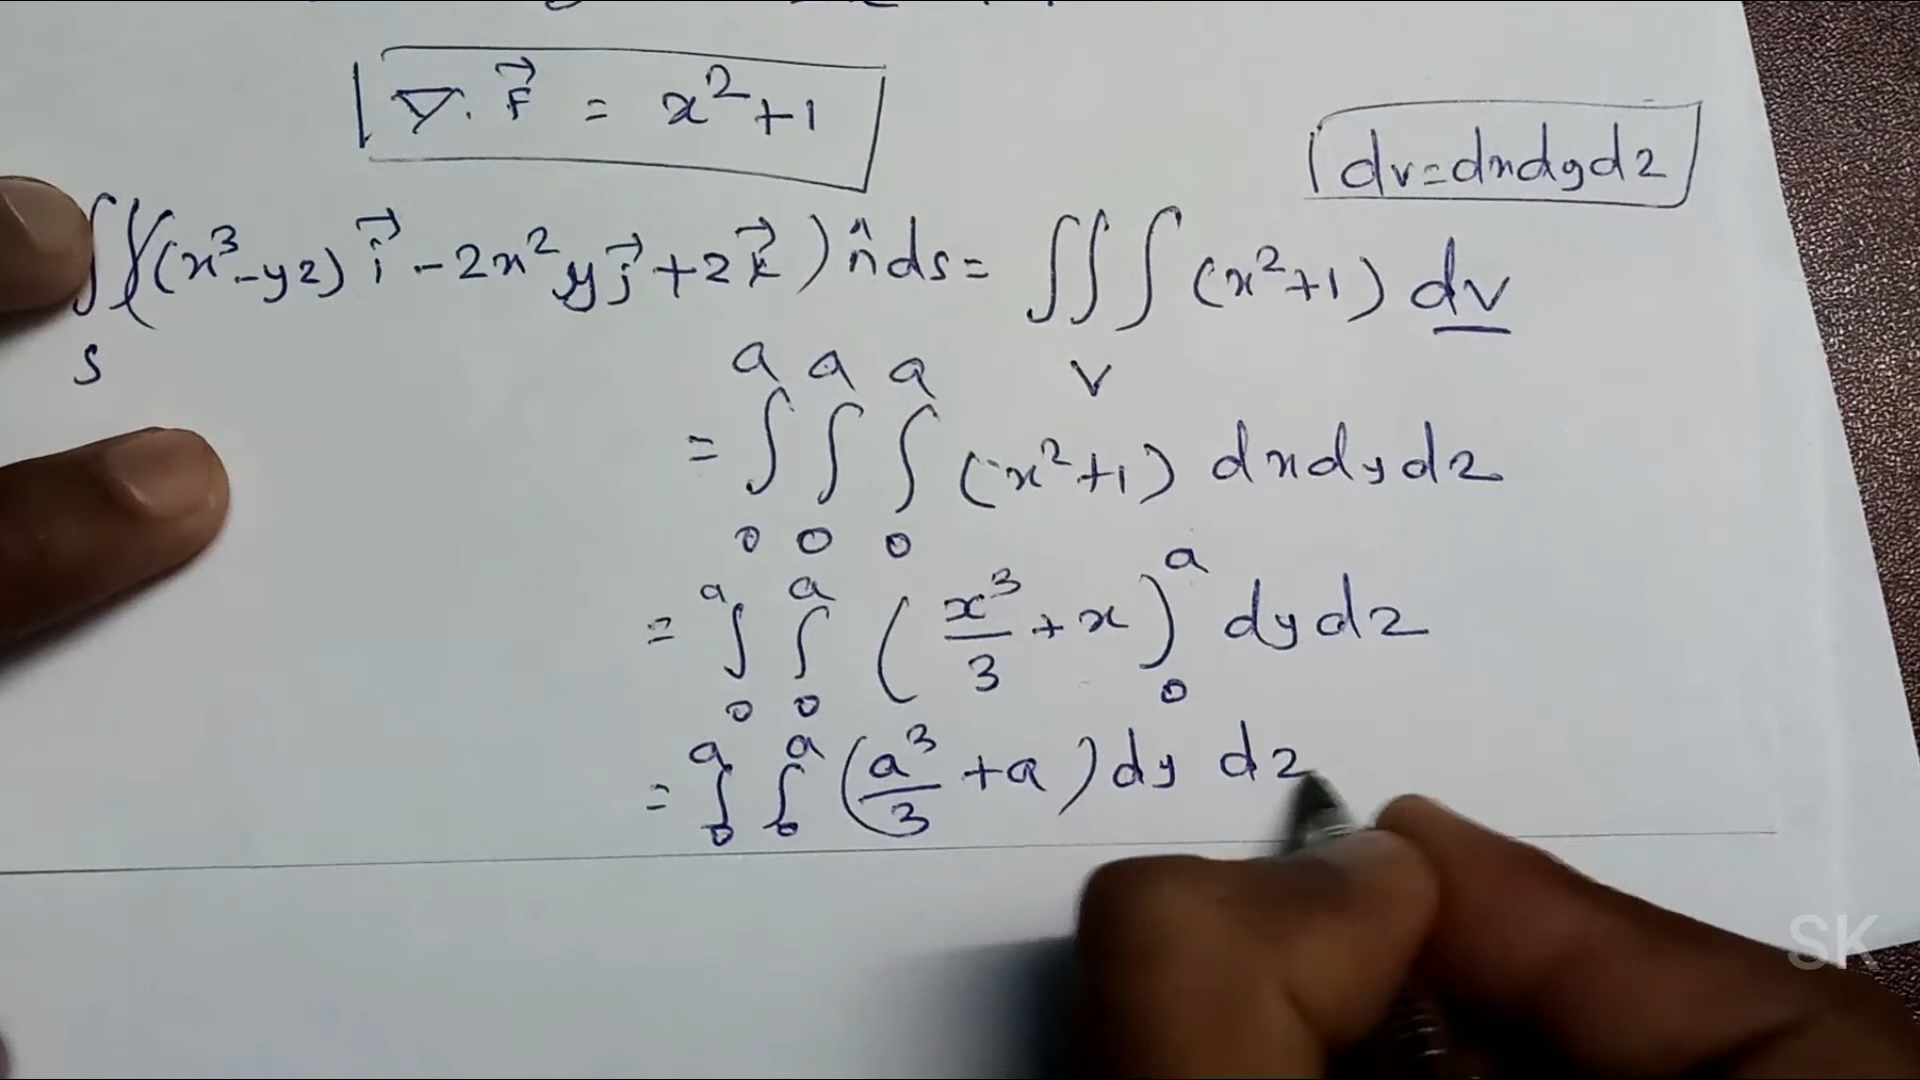 ∇. F⃗ = x²+1
dv=dxdydz
∫∫((x³-yz) i⃗ -2x²y j⃗ +z k⃗ ) n̂ ds = ∫∫∫ (x²+1) dv
S V
= ∫₀ᵃ ∫₀ᵃ ∫₀ᵃ (x²+1) dxdydz
= ∫₀ᵃ ∫₀ᵃ (x³/3 + x)₀ᵃ dydz
= ∫₀ᵃ ∫₀ᵃ (a³/3 +a) dy dz
SK